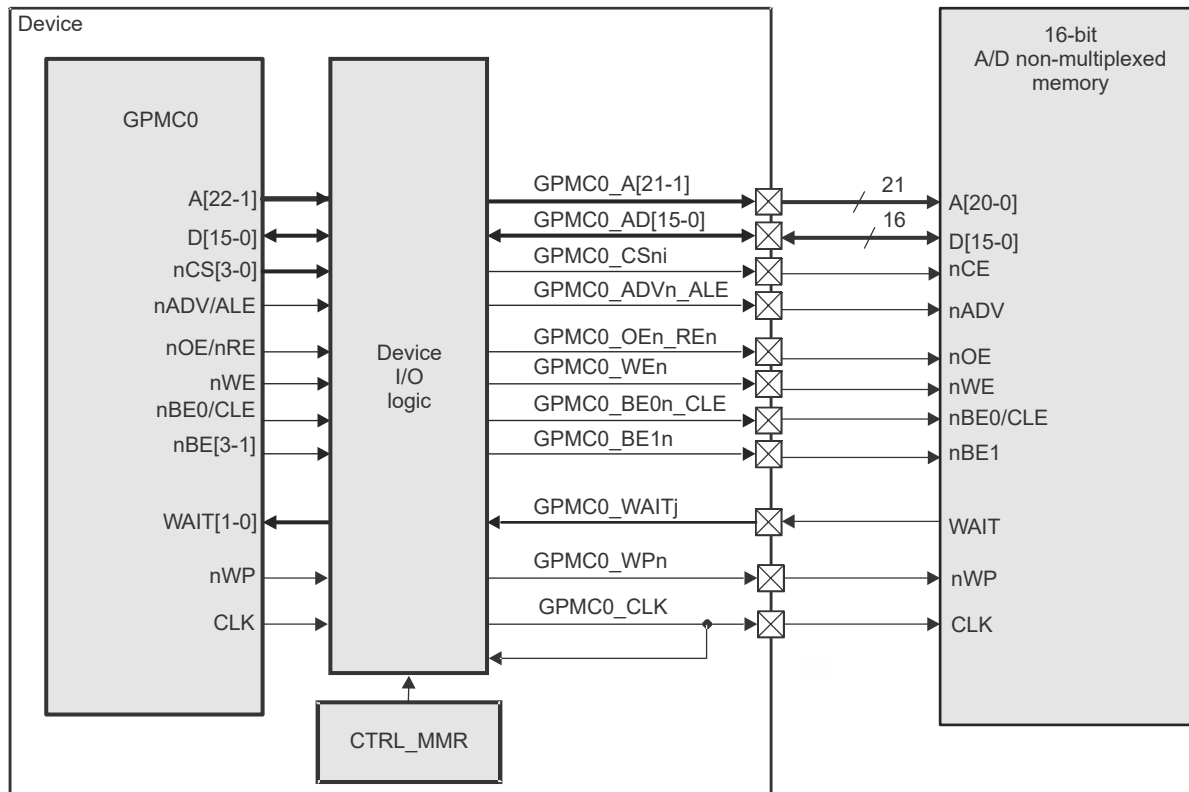 Device
16-bit
A/D non-multiplexed
memory
GPMC0
A[22-1]
GPMC0_A[21-1]
21
A[20-0]
D[15-0]
GPMC0_AD[15-0]
16
D[15-0]
nCS[3-0]
GPMC0_CSni
nCE
nADV/ALE
GPMC0_ADVn_ALE
nADV
nOE/nRE
GPMC0_OEn_REn
nOE
nWE
GPMC0_WEn
nWE
nBE0/CLE
GPMC0_BE0n_CLE
nBE0/CLE
nBE[3-1]
GPMC0_BE1n
nBE1
Device
I/O
logic
WAIT[1-0]
GPMC0_WAITj
WAIT
nWP
GPMC0_WPn
nWP
CLK
GPMC0_CLK
CLK
CTRL_MMR